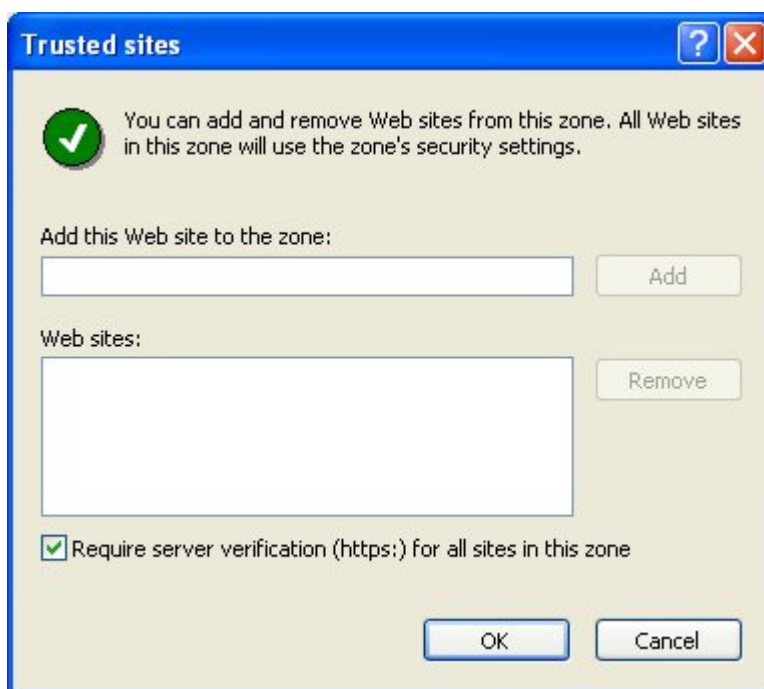 Trusted sites
You can add and remove Web sites from this zone. All Web sites
in this zone will use the zone's security settings.
Add this Web site to the zone:
Add
Web sites:
Remove
Require server verification (https:) for all sites in this zone
OK
Cancel